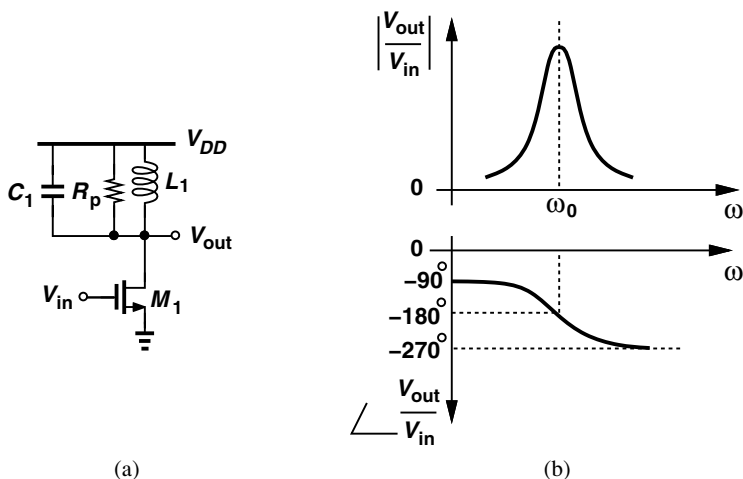 V_DD
C_1
R_p
L_1
V_out
V_in
M_1
(a)
|V_out / V_in|
0
ω_0
ω
0
ω
−90°
−180°
−270°
∠ V_out / V_in
(b)